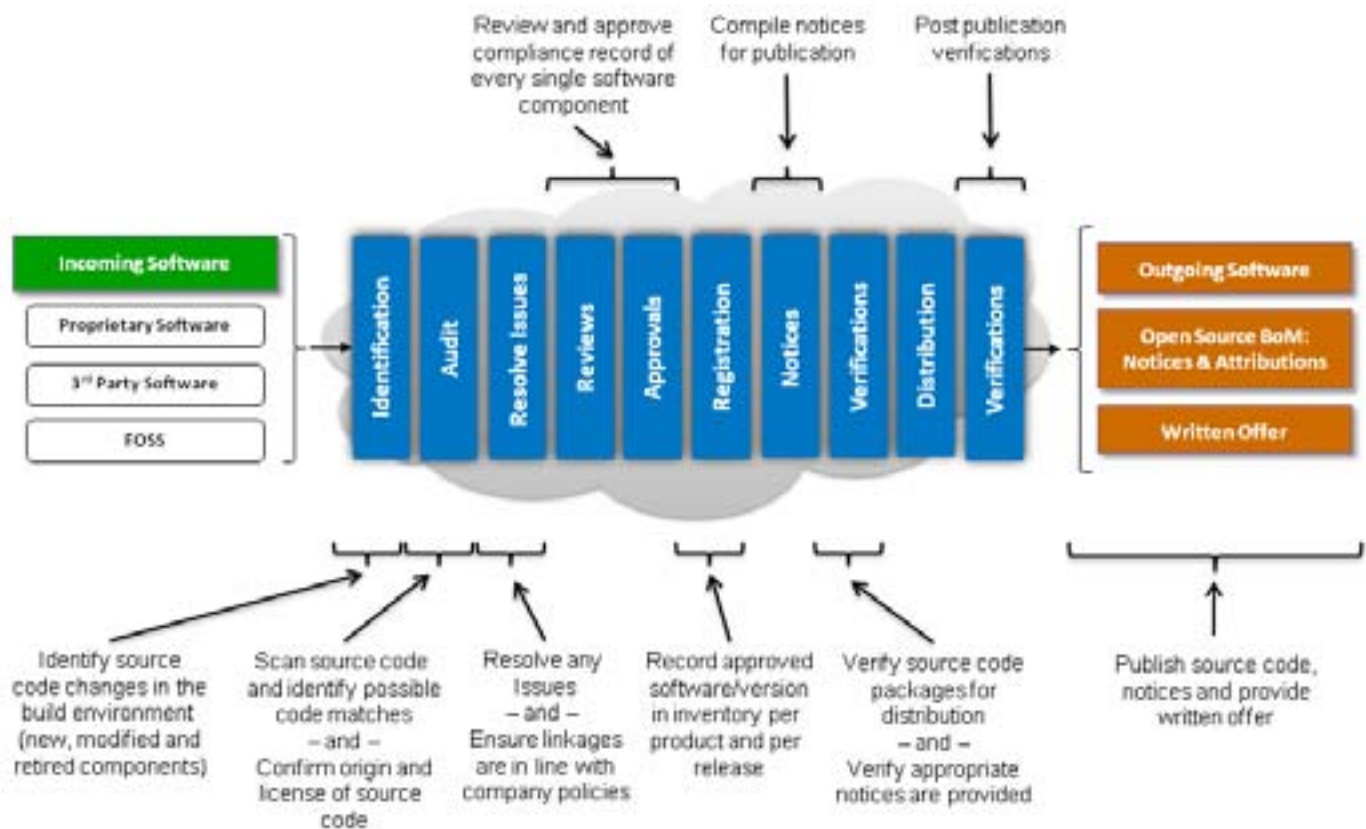 Review and approve
compliance record of
every single software
component
Compile notices
for publication
Post publication
verifications
Incoming Software
Proprietary Software
3rd Party Software
FOSS
Identification
Audit
Resolve Issues
Reviews
Approvals
Registration
Notices
Verifications
Distribution
Verifications
Outgoing Software
Open Source BoM:
Notices & Attributions
Written Offer
Identify source
code changes in the
build environment
(new, modified and
retired components)
Scan source code
and identify possible
code matches
– and –
Confirm origin and
license of source
code
Resolve any
Issues
– and –
Ensure linkages
are in line with
company policies
Record approved
software/version
in inventory per
product and per
release
Verify source code
packages for
distribution
– and –
Verify appropriate
notices are provided
Publish source code,
notices and provide
written offer